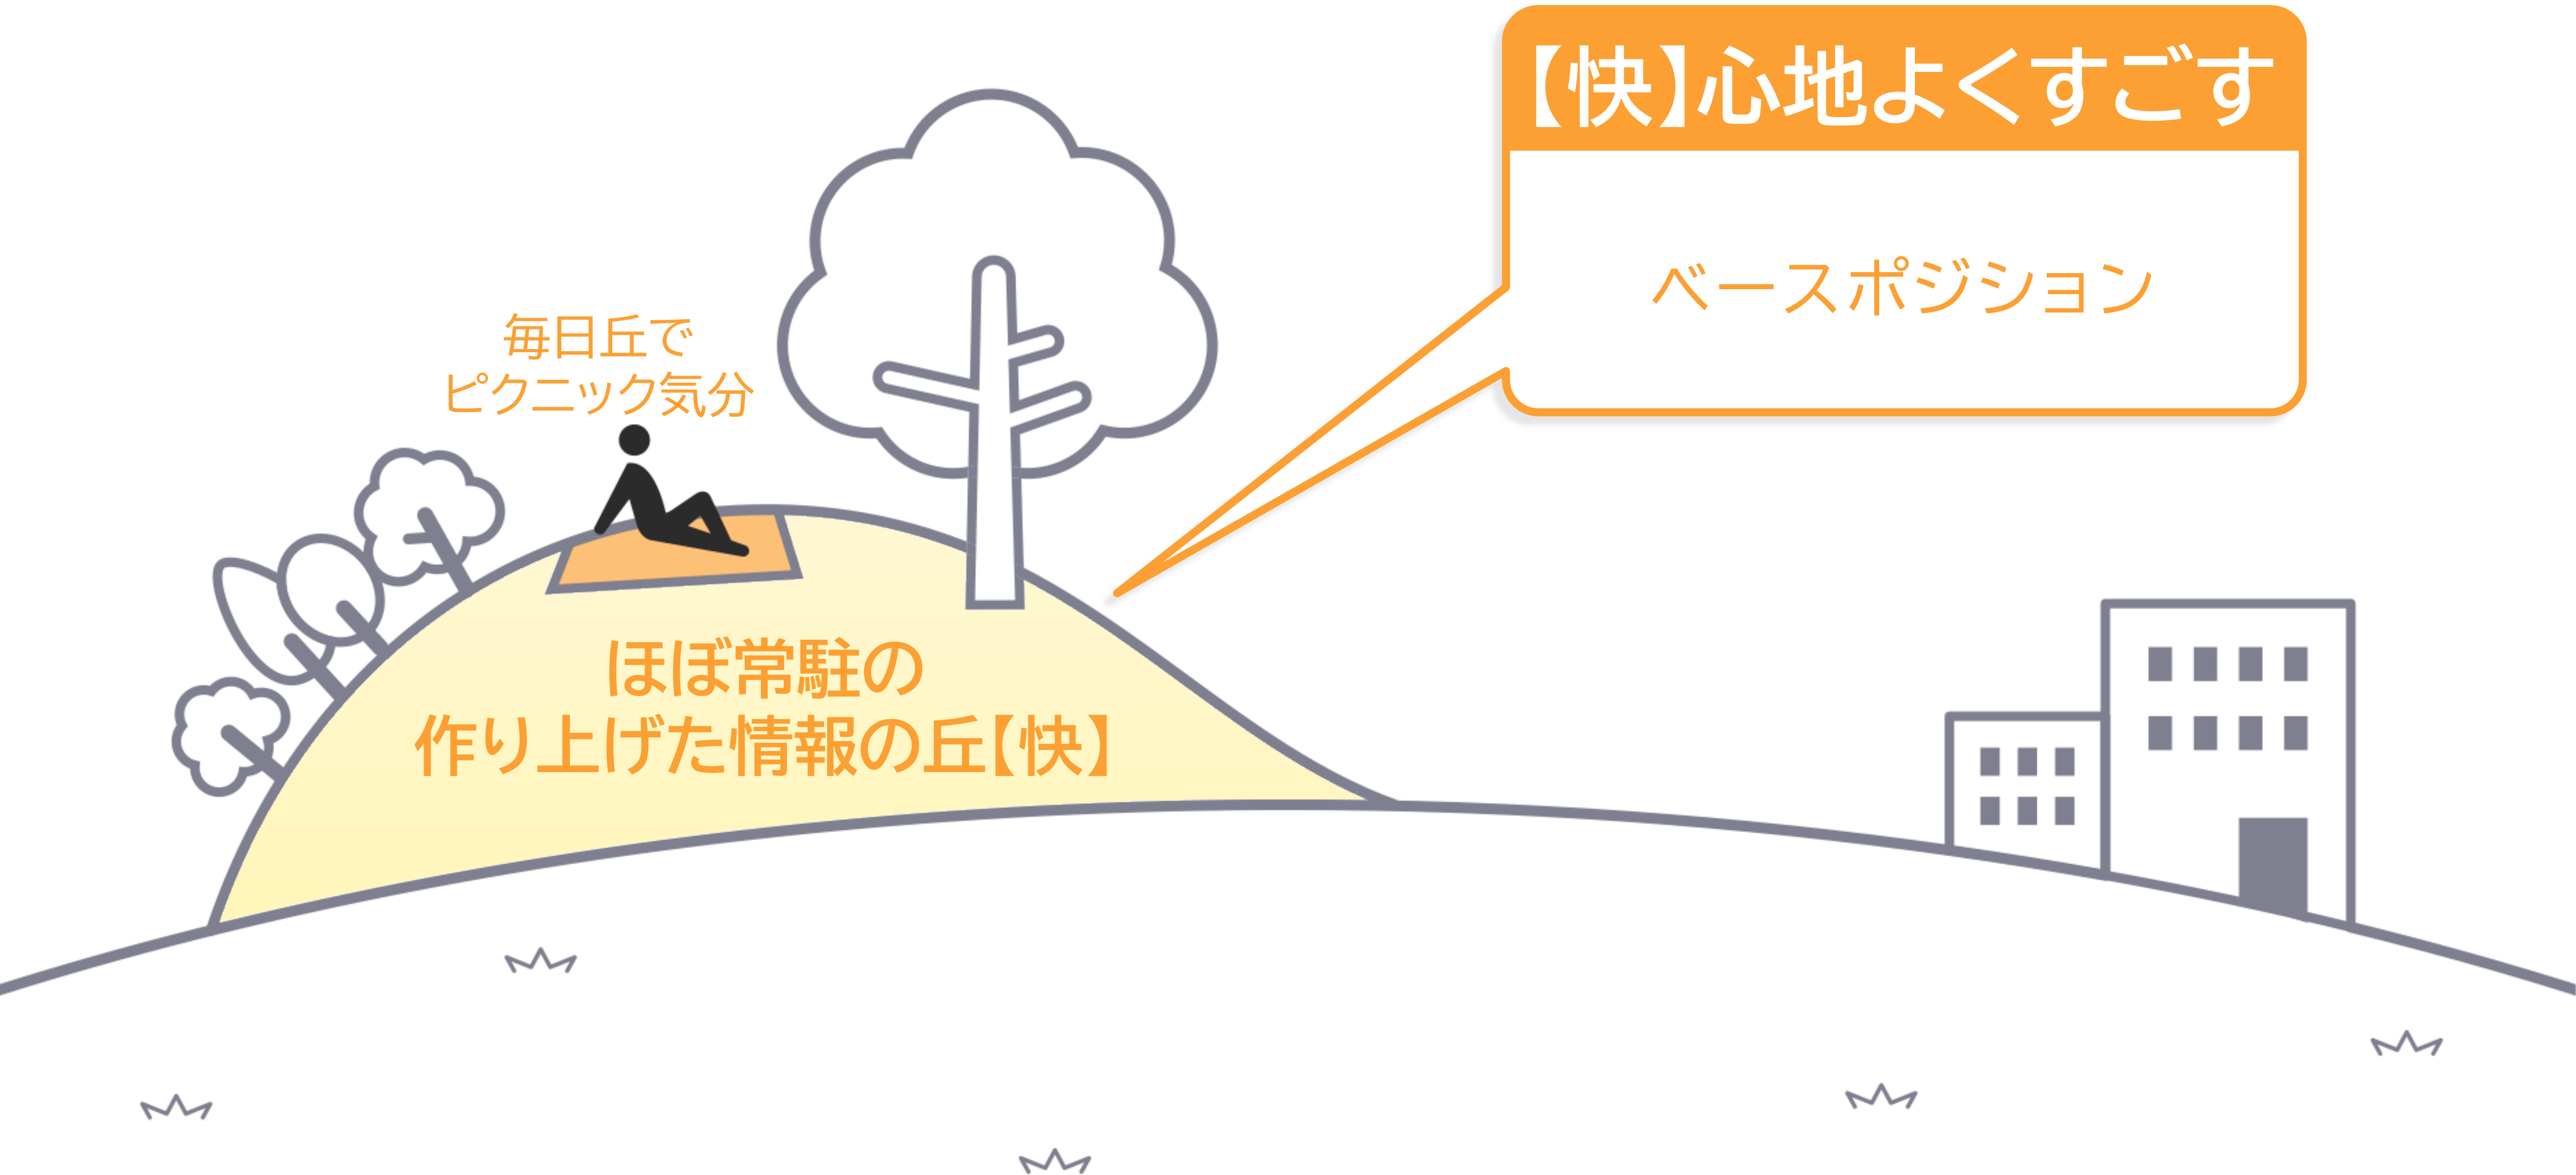 【快】心地よくすごす
ベースポジション
毎日丘で
ピクニック気分
ほぼ常駐の
作り上げた情報の丘【快】